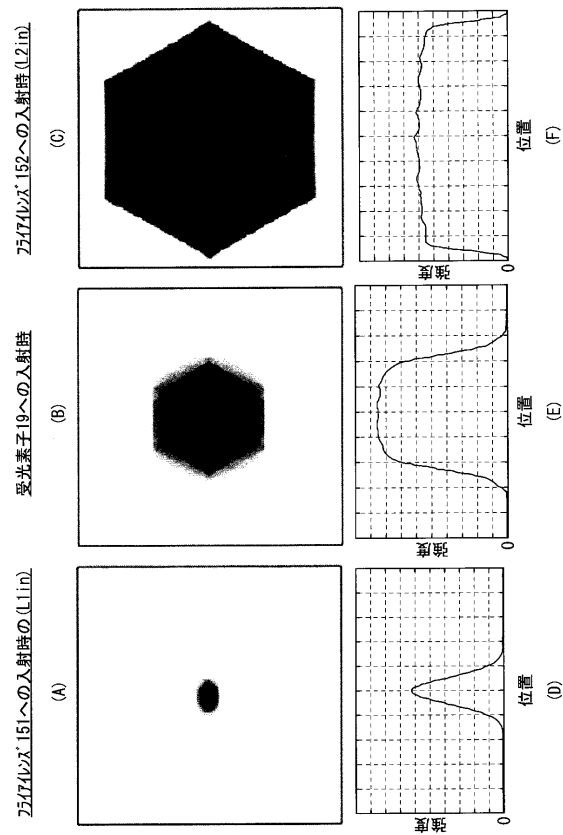 フライアイレンズ151への入射時の(L1in)
(A)
強度
0
位置
(D)
受光素子19への入射時
(B)
強度
0
位置
(E)
フライアイレンズ152への入射時(L2in)
(C)
強度
0
位置
(F)